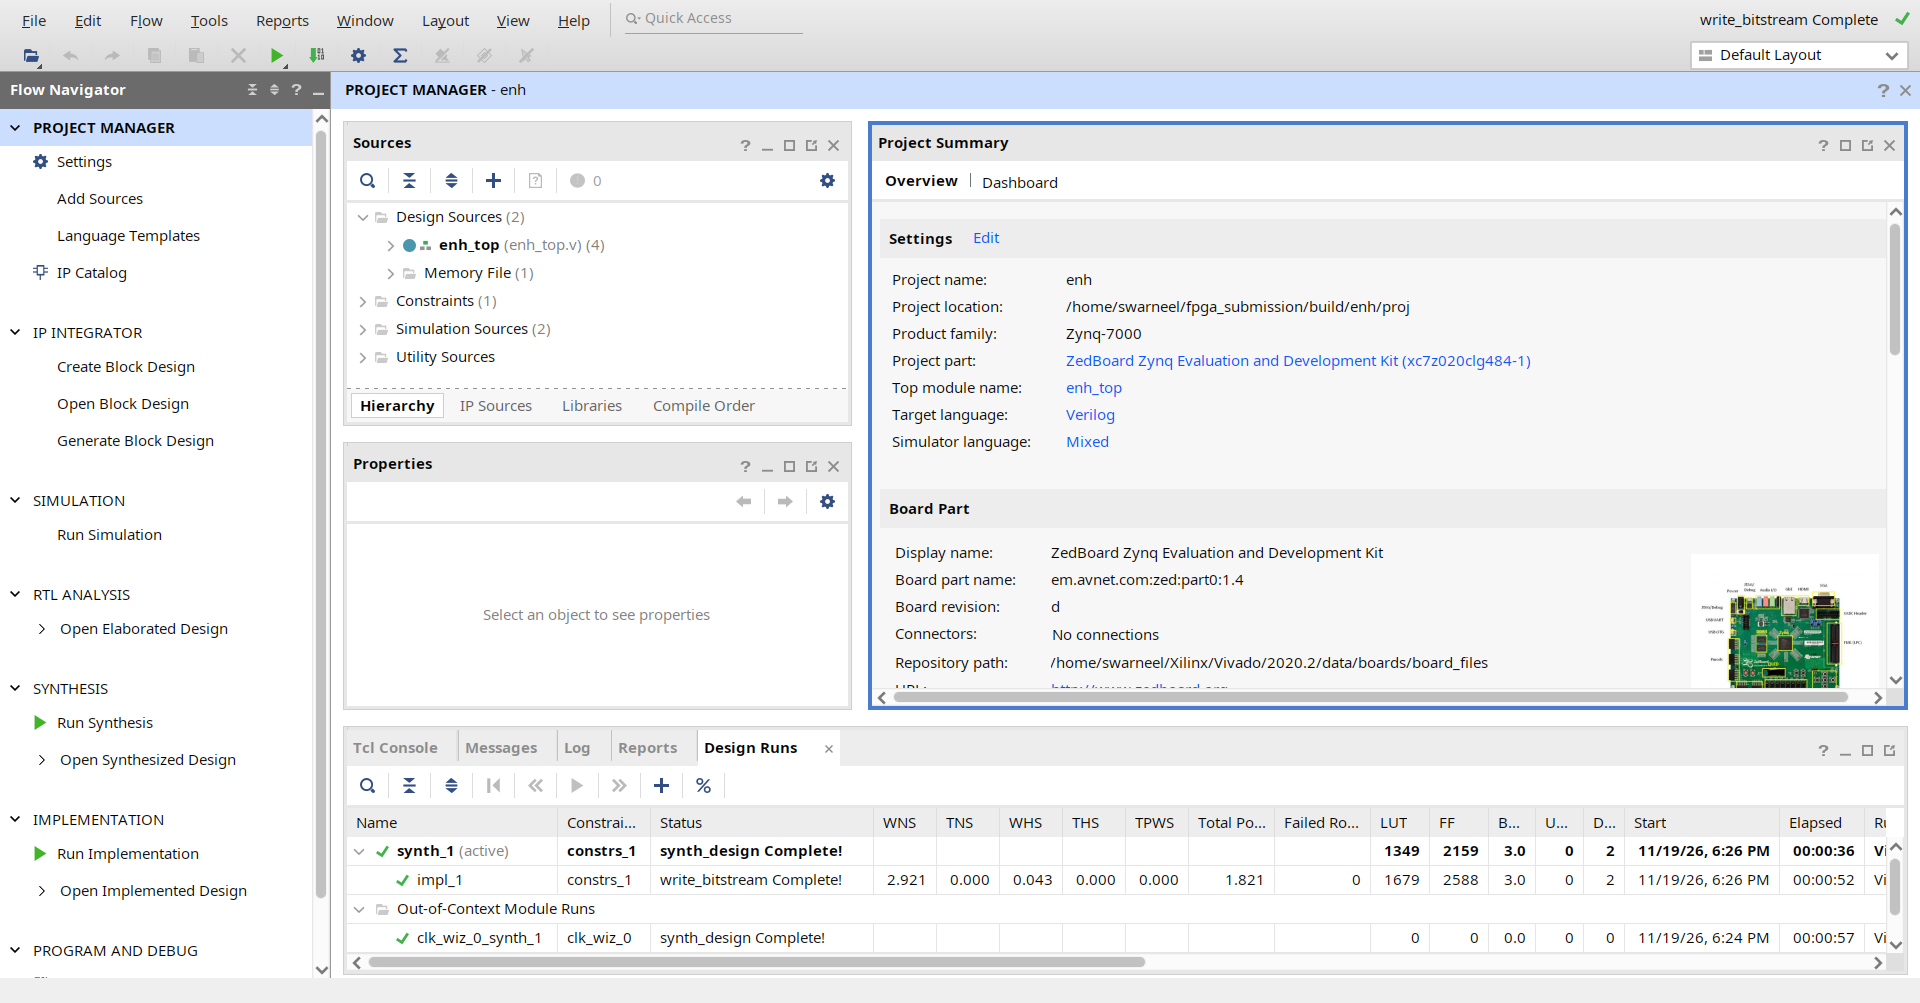 File Edit Flow Tools Reports Window Layout View Help Quick Access write_bitstream Complete
Default Layout
Flow Navigator
PROJECT MANAGER - enh
PROJECT MANAGER
Settings
Add Sources
Language Templates
IP Catalog
IP INTEGRATOR
Create Block Design
Open Block Design
Generate Block Design
SIMULATION
Run Simulation
RTL ANALYSIS
Open Elaborated Design
SYNTHESIS
Run Synthesis
Open Synthesized Design
IMPLEMENTATION
Run Implementation
Open Implemented Design
PROGRAM AND DEBUG
Sources
0
Design Sources (2)
enh_top (enh_top.v) (4)
Memory File (1)
Constraints (1)
Simulation Sources (2)
Utility Sources
Hierarchy IP Sources Libraries Compile Order
Properties
Select an object to see properties
Project Summary
Overview Dashboard
Settings Edit
Project name: enh
Project location: /home/swarneel/fpga_submission/build/enh/proj
Product family: Zynq-7000
Project part: ZedBoard Zynq Evaluation and Development Kit (xc7z020clg484-1)
Top module name: enh_top
Target language: Verilog
Simulator language: Mixed
Board Part
Display name: ZedBoard Zynq Evaluation and Development Kit
Board part name: em.avnet.com:zed:part0:1.4
Board revision: d
Connectors: No connections
Repository path: /home/swarneel/Xilinx/Vivado/2020.2/data/boards/board_files
Tcl Console Messages Log Reports Design Runs
Name Constrai... Status WNS TNS WHS THS TPWS Total Po... Failed Ro... LUT FF B... U... D... Start Elapsed
synth_1 (active) constrs_1 synth_design Complete! 1349 2159 3.0 0 2 11/19/26, 6:26 PM 00:00:36
impl_1 constrs_1 write_bitstream Complete! 2.921 0.000 0.043 0.000 0.000 1.821 0 1679 2588 3.0 0 2 11/19/26, 6:26 PM 00:00:52
Out-of-Context Module Runs
clk_wiz_0_synth_1 clk_wiz_0 synth_design Complete! 0 0 0.0 0 0 11/19/26, 6:24 PM 00:00:57